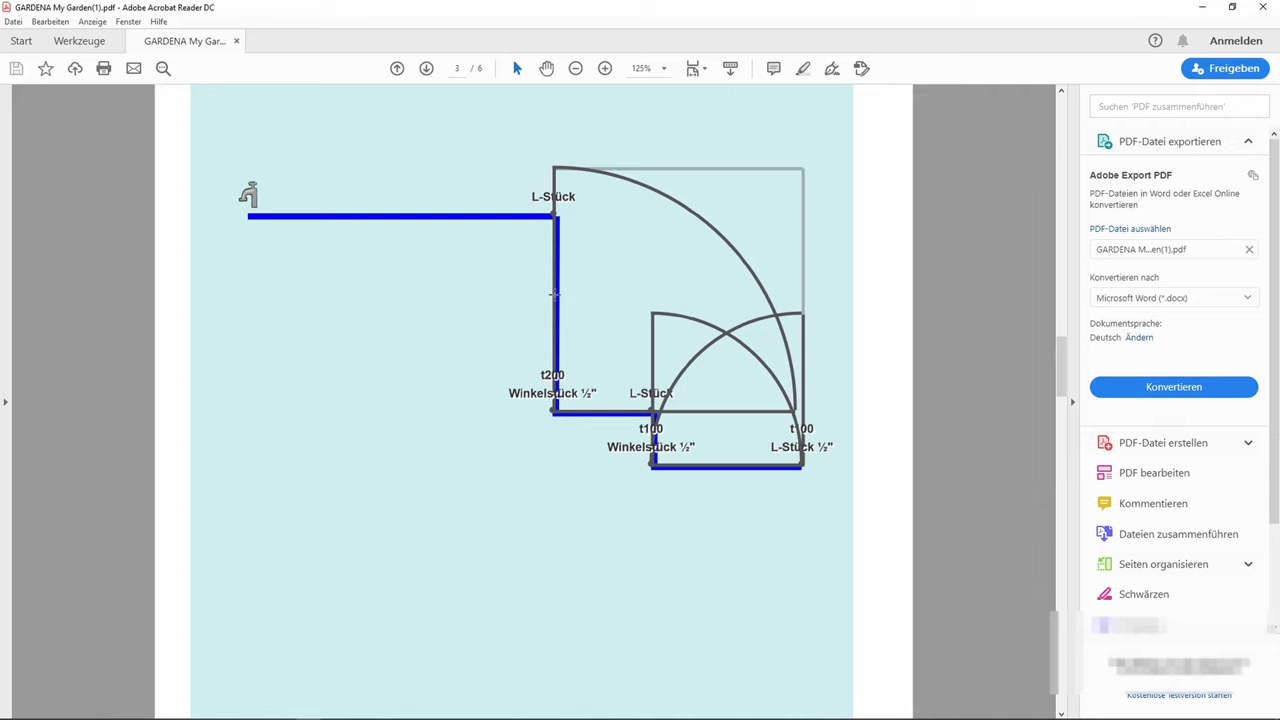 GARDENA My Garden(1).pdf - Adobe Acrobat Reader DC
Datei Bearbeiten Anzeige Fenster Hilfe
Start Werkzeuge GARDENA My Gar... Anmelden
3 / 6 125% Freigeben
Suchen 'PDF zusammenführen'
PDF-Datei exportieren
Adobe Export PDF
PDF-Dateien in Word oder Excel Online
konvertieren
PDF-Datei auswählen
GARDENA M...en(1).pdf
Konvertieren nach
Microsoft Word (*.docx)
Dokumentsprache:
Deutsch Ändern
Konvertieren
PDF-Datei erstellen
PDF bearbeiten
Kommentieren
Dateien zusammenführen
Seiten organisieren
Schwärzen
Kostenlose Testversion starten
L-Stück
t200
Winkelstück ½" L-Stück
t100 t100
Winkelstück ½" L-Stück ½"